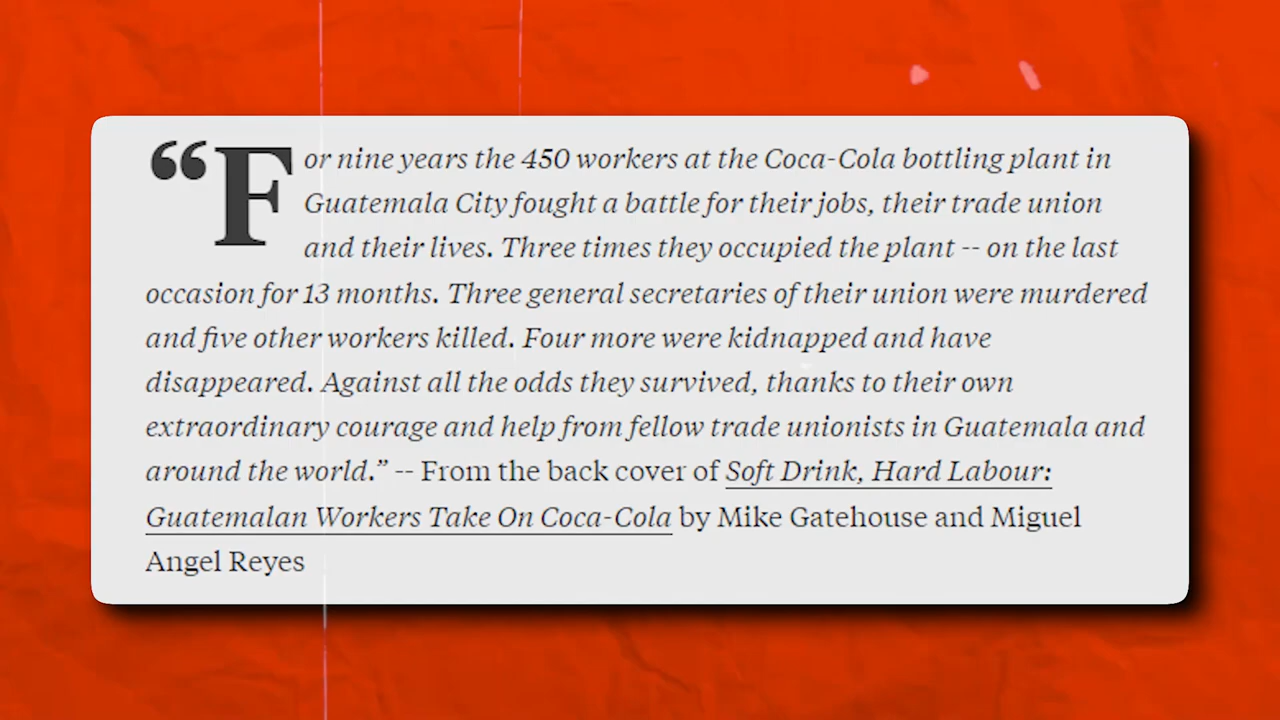 “For nine years the 450 workers at the Coca-Cola bottling plant in
Guatemala City fought a battle for their jobs, their trade union
and their lives. Three times they occupied the plant -- on the last
occasion for 13 months. Three general secretaries of their union were murdered
and five other workers killed. Four more were kidnapped and have
disappeared. Against all the odds they survived, thanks to their own
extraordinary courage and help from fellow trade unionists in Guatemala and
around the world.” -- From the back cover of Soft Drink, Hard Labour:
Guatemalan Workers Take On Coca-Cola by Mike Gatehouse and Miguel
Angel Reyes